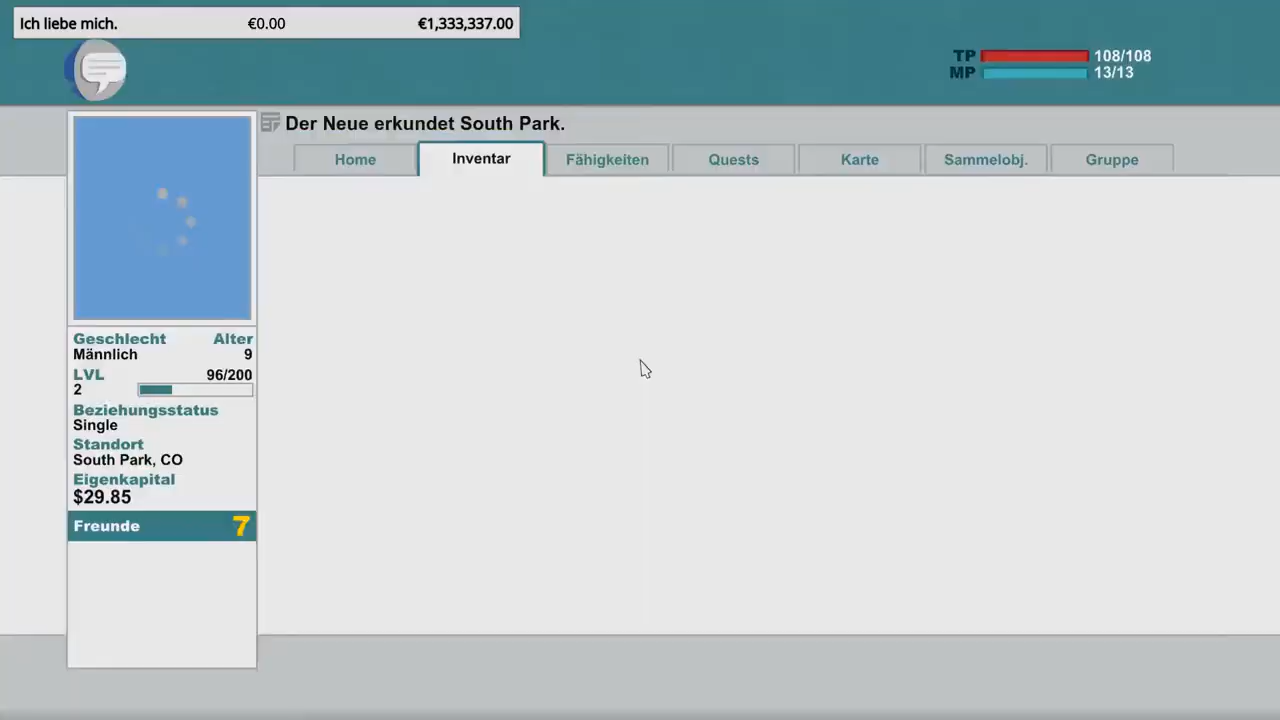 Ich liebe mich. €0.00 €1,333,337.00
TP 108/108
MP 13/13
Der Neue erkundet South Park.
Home Inventar Fähigkeiten Quests Karte Sammelobj. Gruppe
Geschlecht Alter
Männlich 9
LVL 96/200
2
Beziehungsstatus
Single
Standort
South Park, CO
Eigenkapital
$29.85
Freunde 7